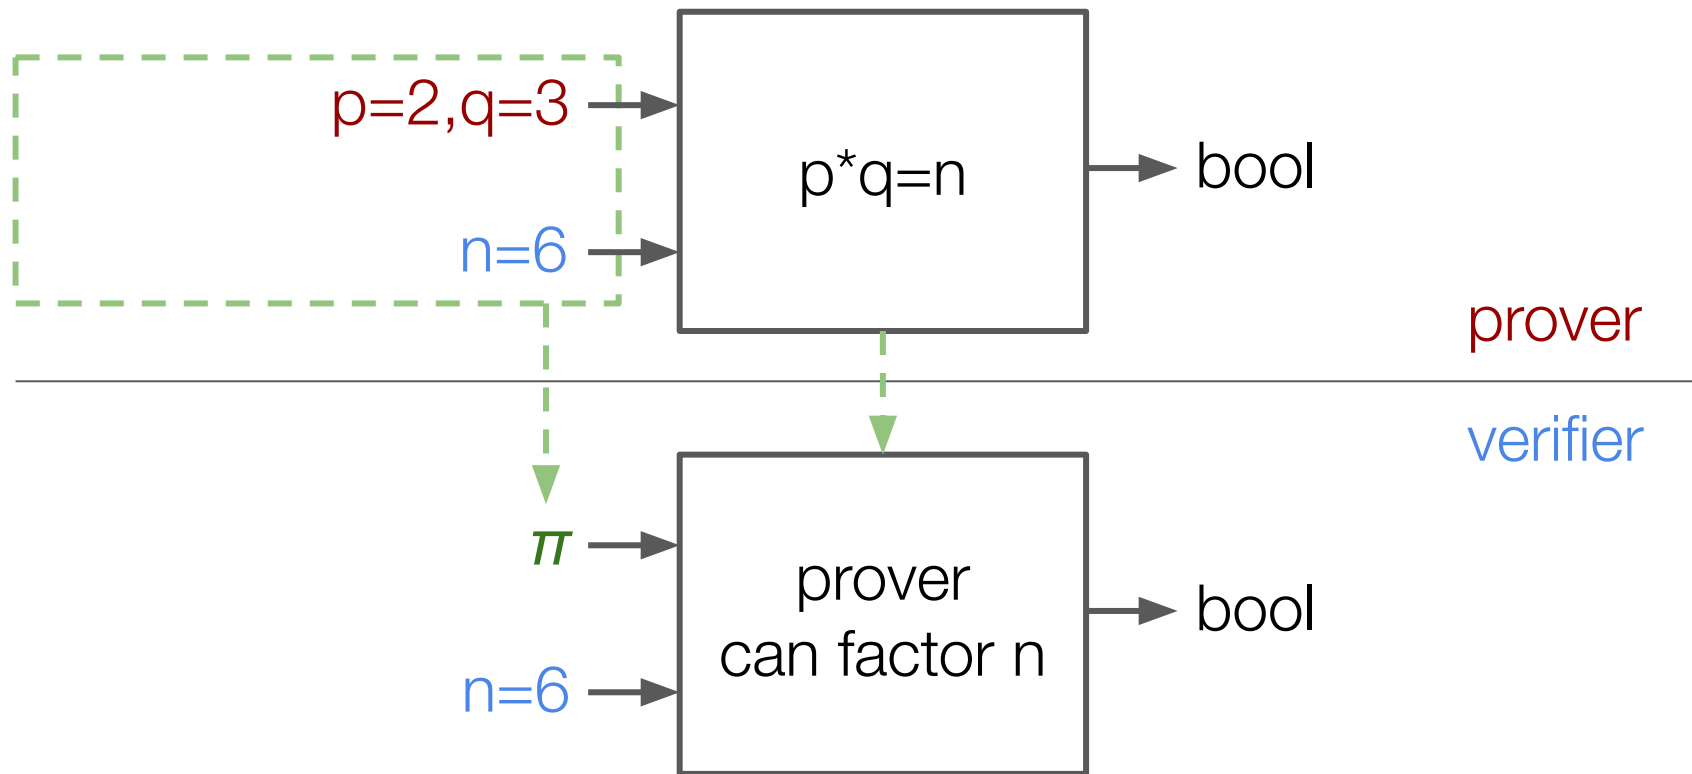 p=2,q=3
n=6
p*q=n
bool
prover
verifier
π
n=6
prover
can factor n
bool